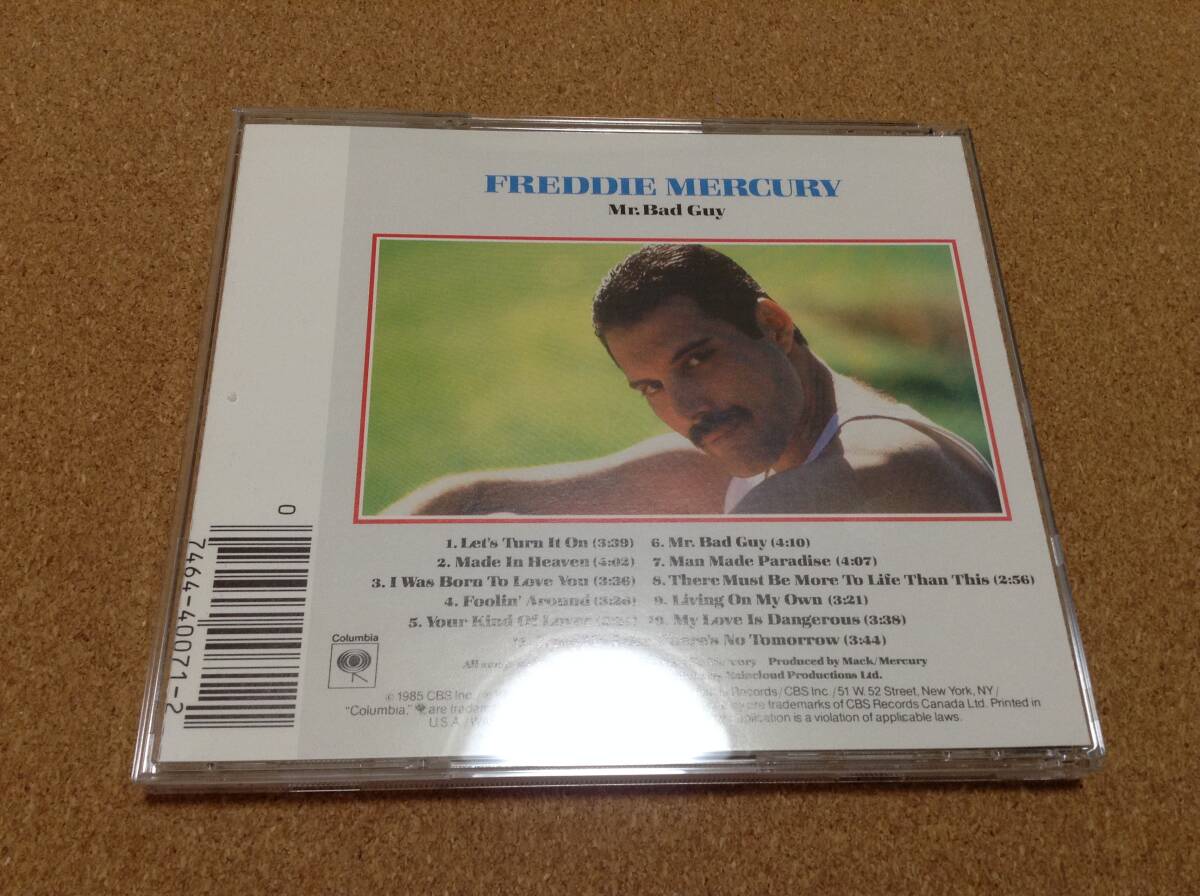 FREDDIE MERCURY
Mr. Bad Guy
1. Let's Turn It On (3:39)
2. Made In Heaven (4:02)
3. I Was Born To Love You (3:36)
4. Foolin' Around (3:26)
5. Your Kind Of Lover
6. Mr. Bad Guy (4:10)
7. Man Made Paradise (4:07)
8. There Must Be More To Life Than This (2:56)
9. Living On My Own (3:21)
10. My Love Is Dangerous (3:38)
No Tomorrow (3:44)
All Produced by Mack/Mercury
Raincloud Productions Ltd.
© 1985 CBS Inc. Records/CBS Inc./51 W. 52 Street, New York, NY/
"Columbia," are trademarks of CBS Records Canada Ltd. Printed in
U.S.A. is a violation of applicable laws.
Columbia
0
7464-40071-2